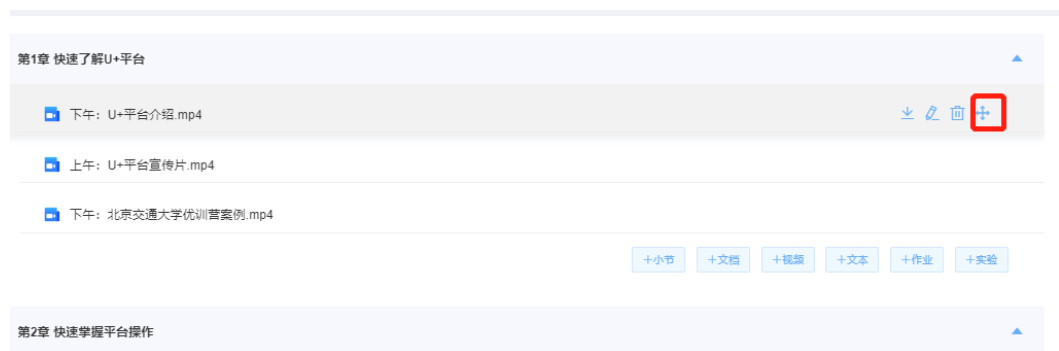 第1章 快速了解U+平台
下午：U+平台介绍.mp4
上午：U+平台宣传片.mp4
下午：北京交通大学优训营案例.mp4
+小节 +文档 +视频 +文本 +作业 +实验
第2章 快速掌握平台操作